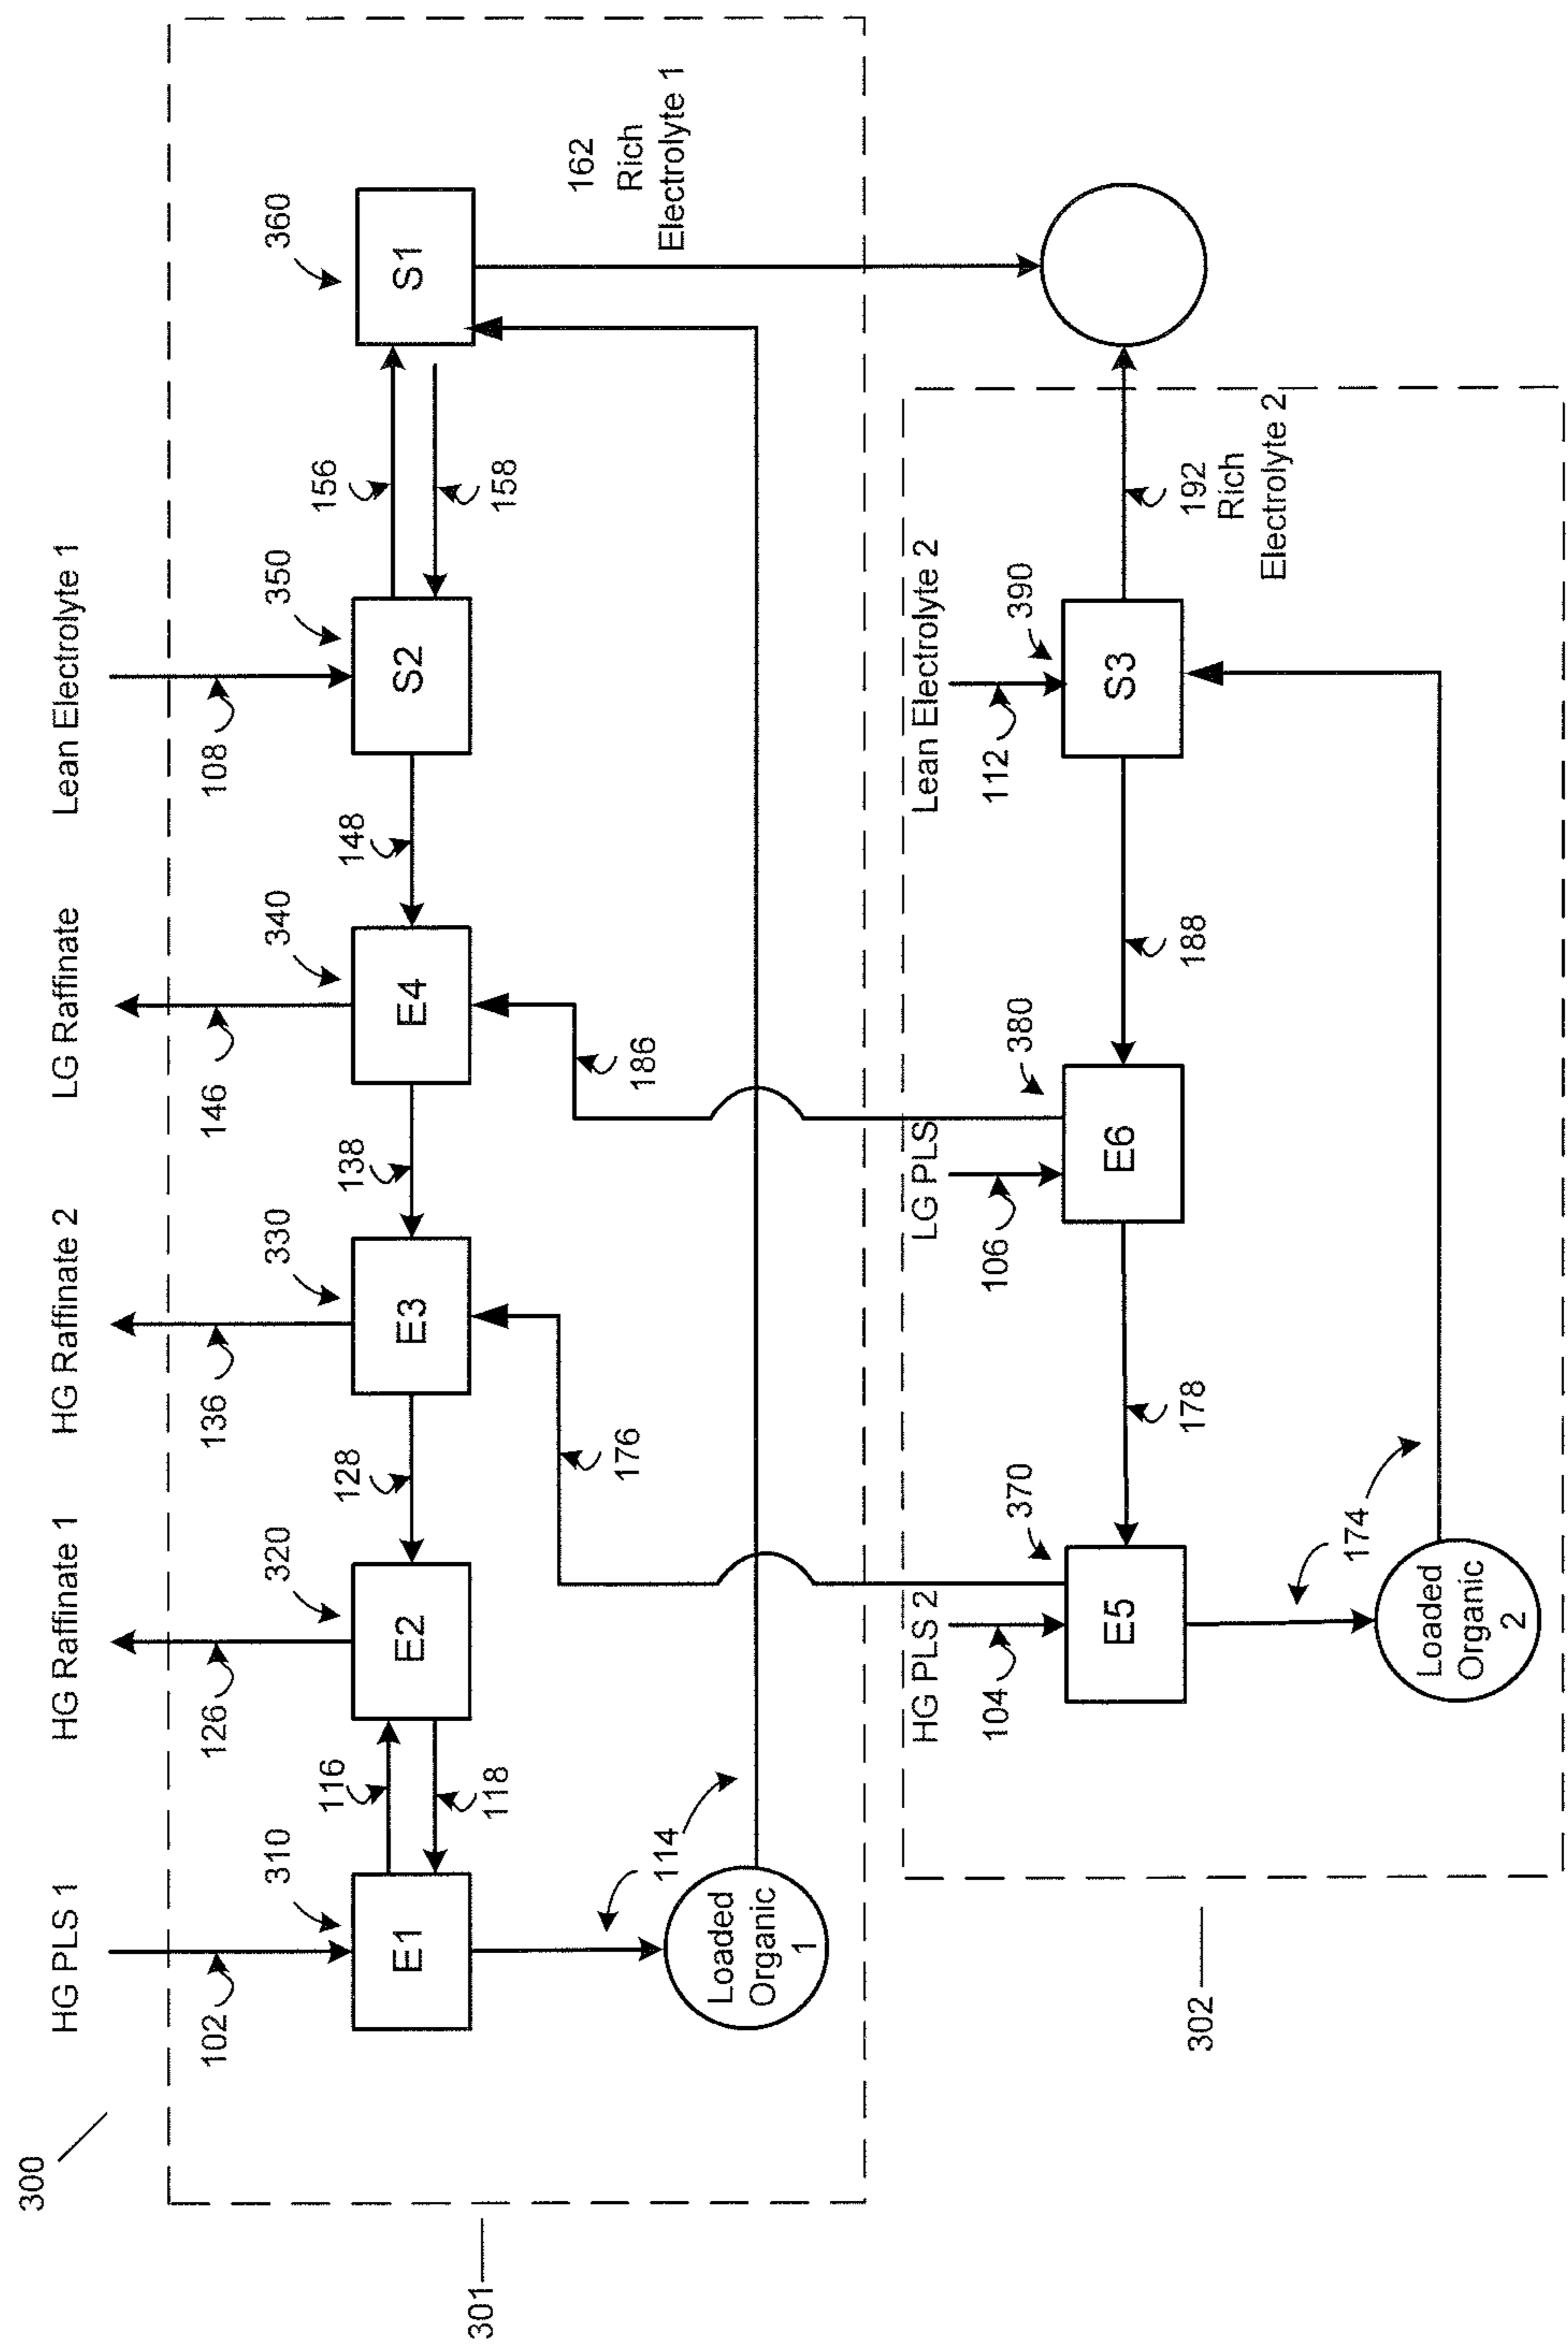 300
HG PLS 1
HG Raffinate 1
HG Raffinate 2
LG Raffinate
Lean Electrolyte 1
102
126
136
146
108
310
320
330
340
350
360
116
128
138
148
156
E1
E2
E3
E4
S2
S1
118
158
162
Rich
Electrolyte 1
176
186
114
Loaded
Organic
1
301
HG PLS 2
LG PLS
Lean Electrolyte 2
104
106
112
370
380
390
E5
E6
S3
178
188
192
Rich
Electrolyte 2
302
174
Loaded
Organic
2